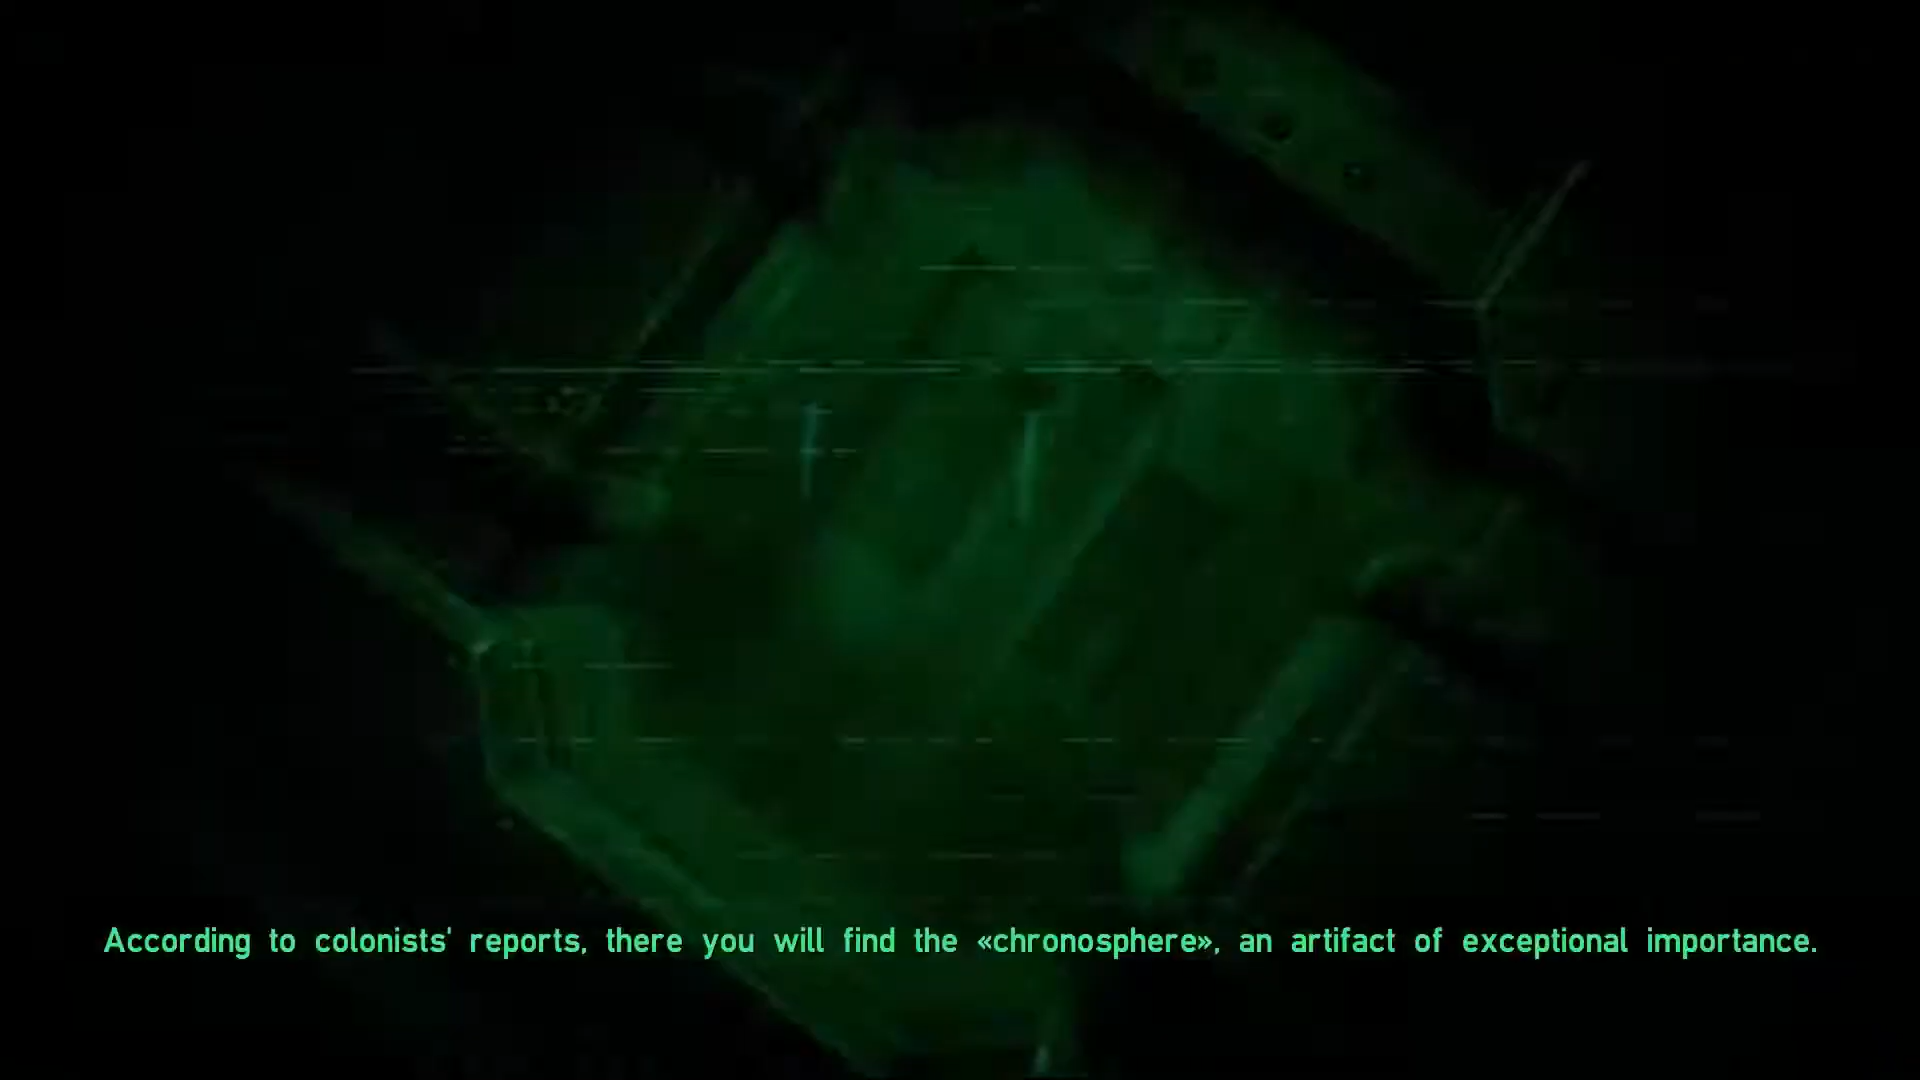 According to colonists' reports, there you will find the «chronosphere», an artifact of exceptional importance.